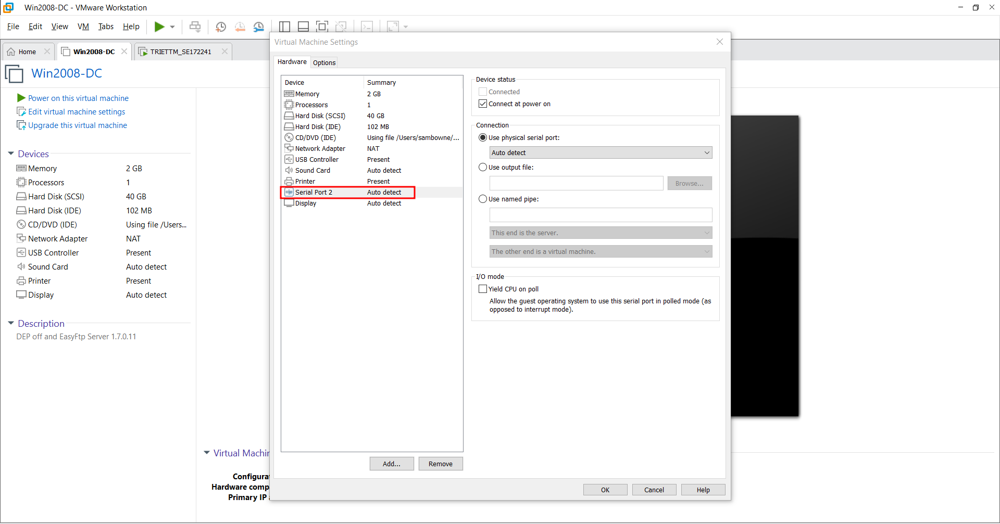 Win2008-DC - VMware Workstation
File Edit View VM Tabs Help
Home Win2008-DC TRIETTM_SE172241
Win2008-DC
Power on this virtual machine
Edit virtual machine settings
Upgrade this virtual machine
Devices
Memory 2 GB
Processors 1
Hard Disk (SCSI) 40 GB
Hard Disk (IDE) 102 MB
CD/DVD (IDE) Using file /Users...
Network Adapter NAT
USB Controller Present
Sound Card Auto detect
Printer Present
Display Auto detect
Description
DEP off and EasyFtp Server 1.7.0.11
Virtual Machin
Configurat
Hardware comp
Primary IP a
Virtual Machine Settings
Hardware Options
Device Summary
Memory 2 GB
Processors 1
Hard Disk (SCSI) 40 GB
Hard Disk (IDE) 102 MB
CD/DVD (IDE) Using file /Users/sambowne/...
Network Adapter NAT
USB Controller Present
Sound Card Auto detect
Printer Present
Serial Port 2 Auto detect
Display Auto detect
Add... Remove
Device status
Connected
Connect at power on
Connection
Use physical serial port:
Auto detect
Use output file:
Browse...
Use named pipe:
This end is the server.
The other end is a virtual machine.
I/O mode
Yield CPU on poll
Allow the guest operating system to use this serial port in polled mode (as
opposed to interrupt mode).
OK Cancel Help